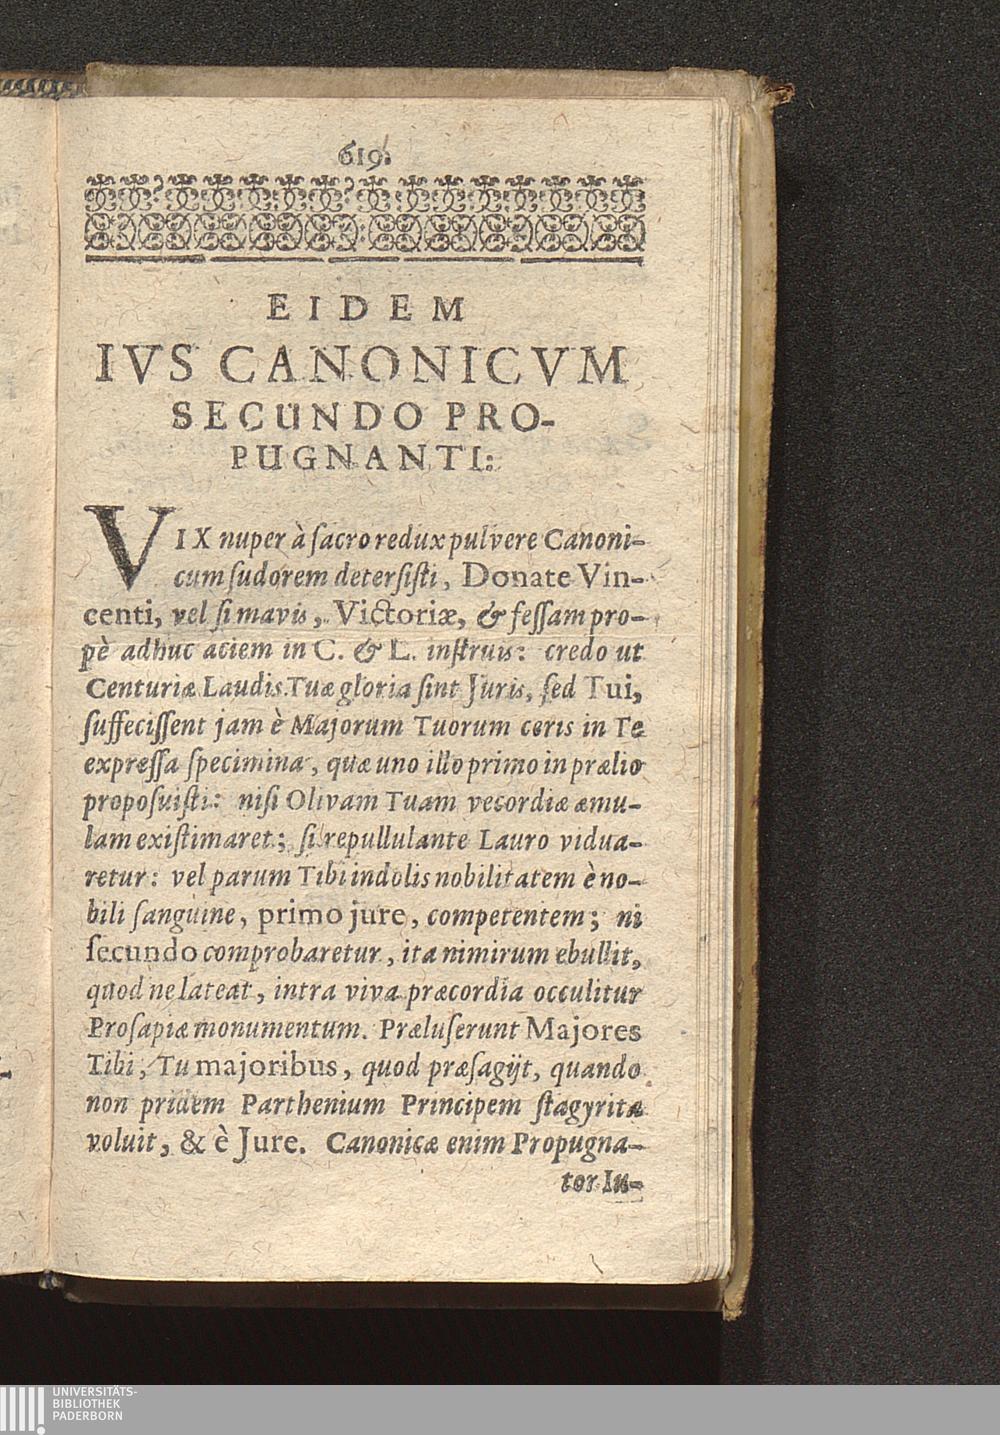 619.
EIDEM
IVS CANONICVM
SECUNDO PRO-
PUGNANTI:
VIX nuper à ſacro redux pulvere Canoni-
cum ſudorem deterſiſti, Donate Vin-
centi, vel ſi mavis, Victoriæ, & feſſam pro-
pè adhuc aciem in C. & L. inſtruis: credo ut
Centuriæ Laudis Tuæ gloria ſint Juris, ſed Tui,
ſuffeciſſent jam è Majorum Tuorum ceris in Te
expreſſa ſpecimina, quæ uno illo primo in prælio
propoſuiſti: niſi Olivam Tuam vecordiæ æmu-
lam exiſtimaret; ſi repullulante Lauro vidua-
retur: vel parum Tibi indolis nobilitatem è no-
bili ſanguine, primo jure, competentem; ni
ſecundo comprobaretur, ita nimirum ebullit,
quod ne lateat, intra viva præcordia occulitur
Proſapiæ monumentum. Præluſerunt Majores
Tibi, Tu majoribus, quod præſagijt, quando
non pridem Parthenium Principem ſtagyritæ
voluit, & è Jure. Canonicæ enim Propugna-
tor Iu-
UNIVERSITÄTS-
BIBLIOTHEK
PADERBORN